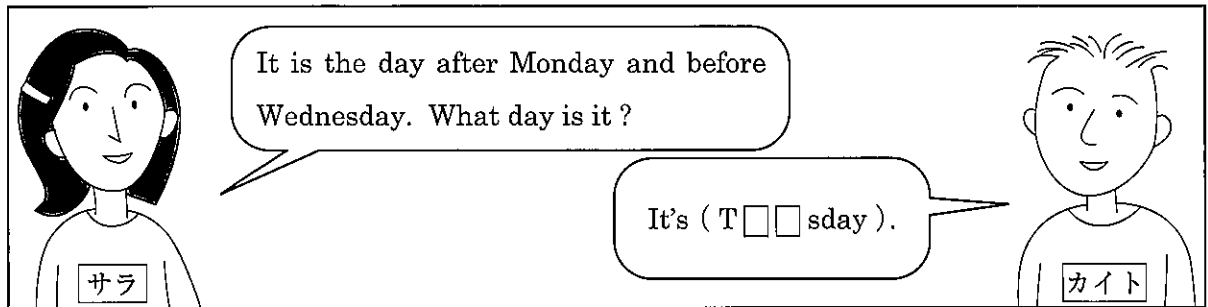 It is the day after Monday and before
Wednesday. What day is it ?
It's ( T□□sday ).
サラ
カイト